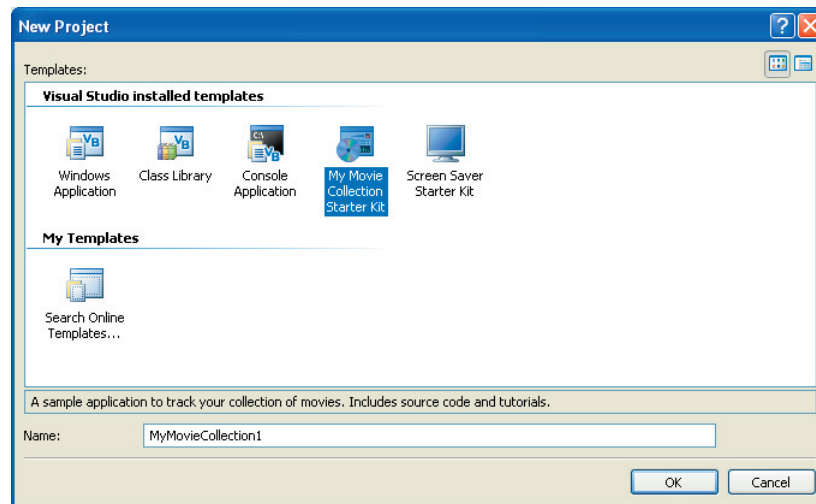 New Project
Templates:
Visual Studio installed templates
Windows Application
Class Library
Console Application
My Movie Collection Starter Kit
Screen Saver Starter Kit
My Templates
Search Online Templates...
A sample application to track your collection of movies. Includes source code and tutorials.
Name: MyMovieCollection1
OK Cancel